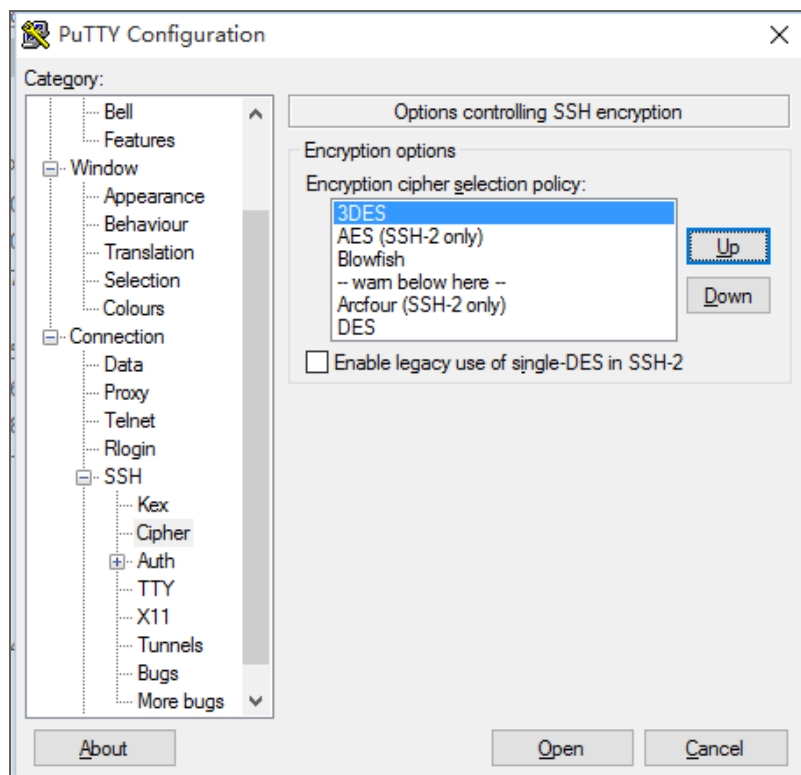 PuTTY Configuration
Category:
Bell
Features
Window
Appearance
Behaviour
Translation
Selection
Colours
Connection
Data
Proxy
Telnet
Rlogin
SSH
Kex
Cipher
Auth
TTY
X11
Tunnels
Bugs
More bugs
Options controlling SSH encryption
Encryption options
Encryption cipher selection policy:
3DES
AES (SSH-2 only)
Blowfish
-- warn below here --
Arcfour (SSH-2 only)
DES
Up
Down
Enable legacy use of single-DES in SSH-2
About
Open
Cancel